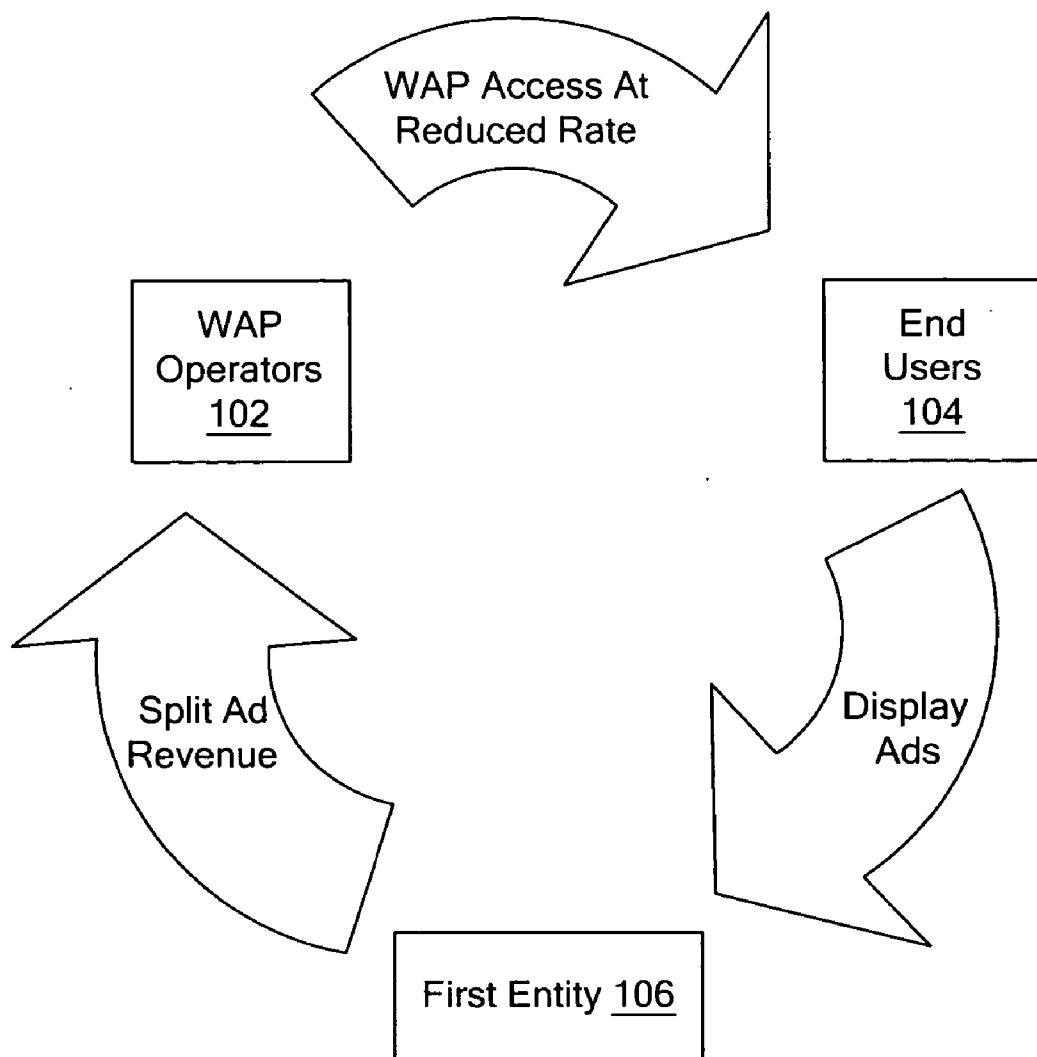 WAP Access At
Reduced Rate
WAP
Operators
102
End
Users
104
Split Ad
Revenue
Display
Ads
First Entity 106